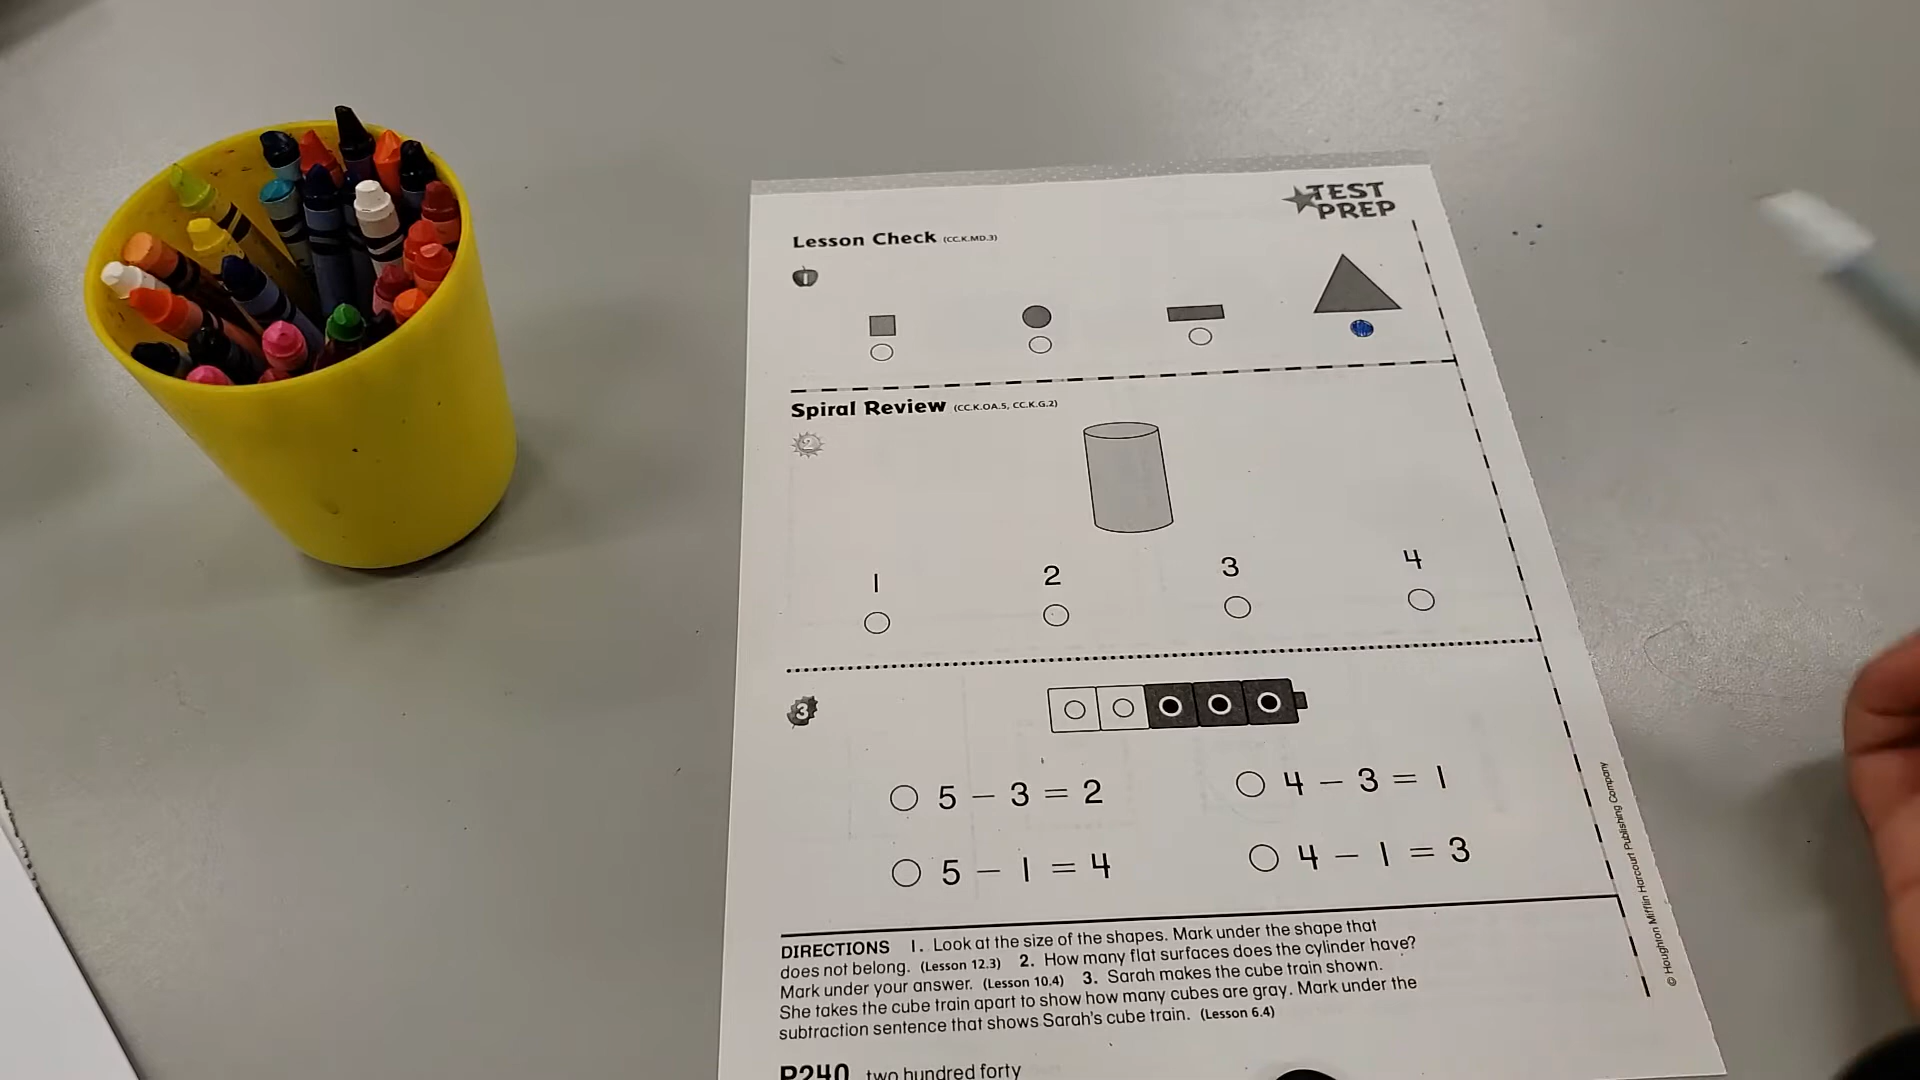 TEST
PREP
Lesson Check (CC.K.MD.3)
1
Spiral Review (CC.K.OA.5, CC.K.G.2)
2
1 2 3 4
3
5 − 3 = 2 4 − 3 = 1
5 − 1 = 4 4 − 1 = 3
DIRECTIONS 1. Look at the size of the shapes. Mark under the shape that
does not belong. (Lesson 12.3) 2. How many flat surfaces does the cylinder have?
Mark under your answer. (Lesson 10.4) 3. Sarah makes the cube train shown.
She takes the cube train apart to show how many cubes are gray. Mark under the
subtraction sentence that shows Sarah's cube train. (Lesson 6.4)
P240 two hundred forty
© Houghton Mifflin Harcourt Publishing Company